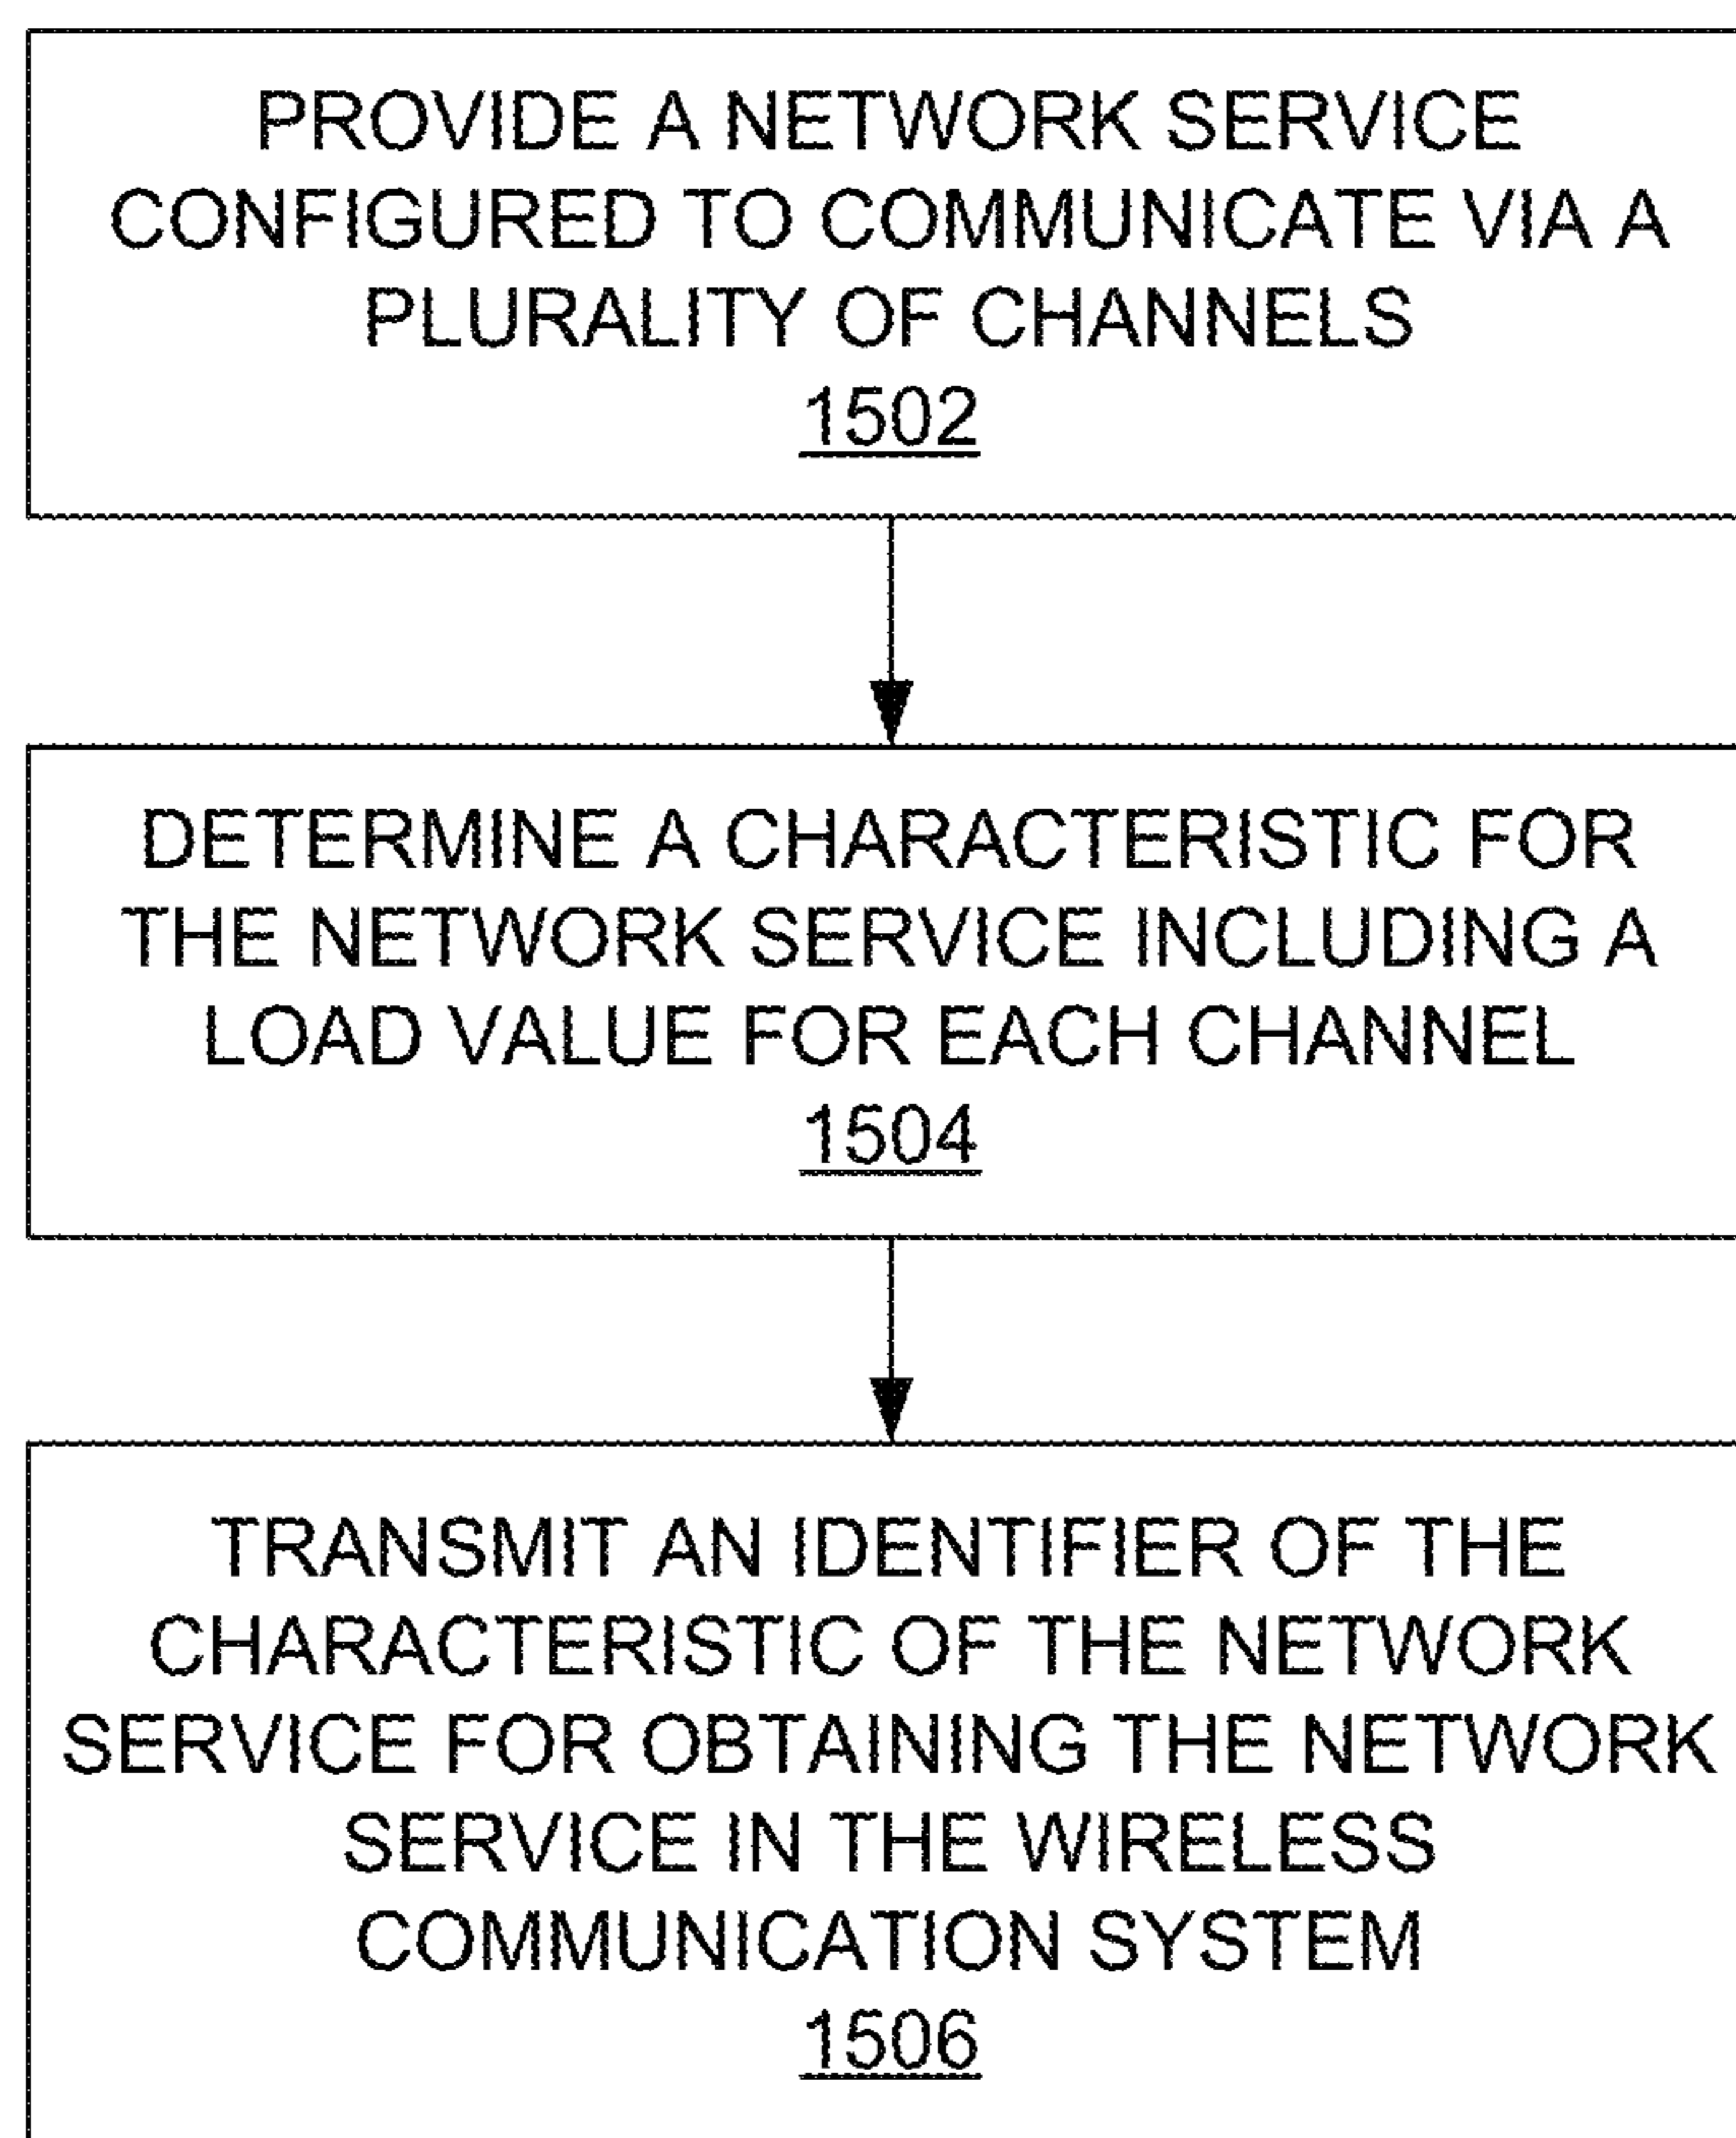 PROVIDE A NETWORK SERVICE
CONFIGURED TO COMMUNICATE VIA A
PLURALITY OF CHANNELS
1502
DETERMINE A CHARACTERISTIC FOR
THE NETWORK SERVICE INCLUDING A
LOAD VALUE FOR EACH CHANNEL
1504
TRANSMIT AN IDENTIFIER OF THE
CHARACTERISTIC OF THE NETWORK
SERVICE FOR OBTAINING THE NETWORK
SERVICE IN THE WIRELESS
COMMUNICATION SYSTEM
1506